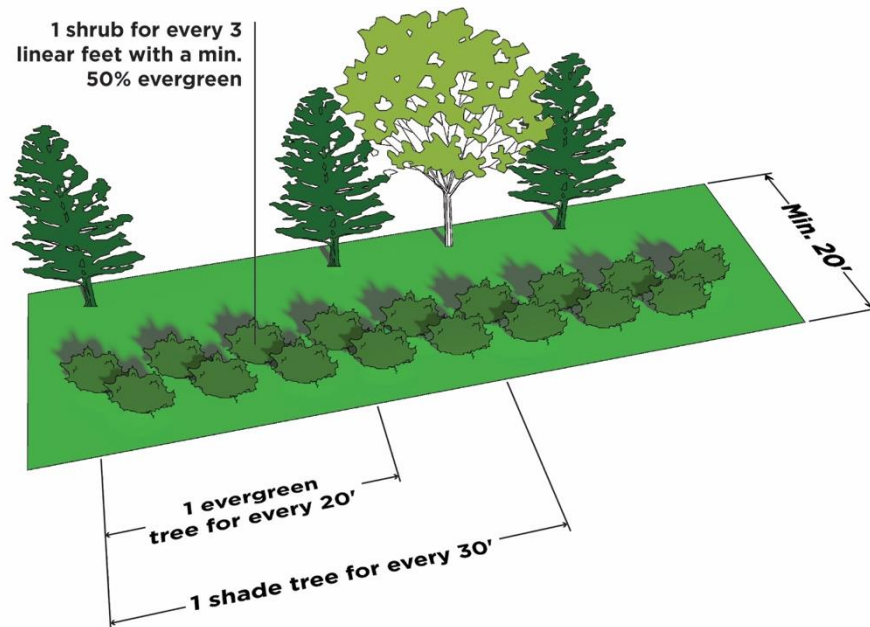 1 shrub for every 3
linear feet with a min.
50% evergreen
Min. 20'
1 evergreen
tree for every 20'
1 shade tree for every 30'